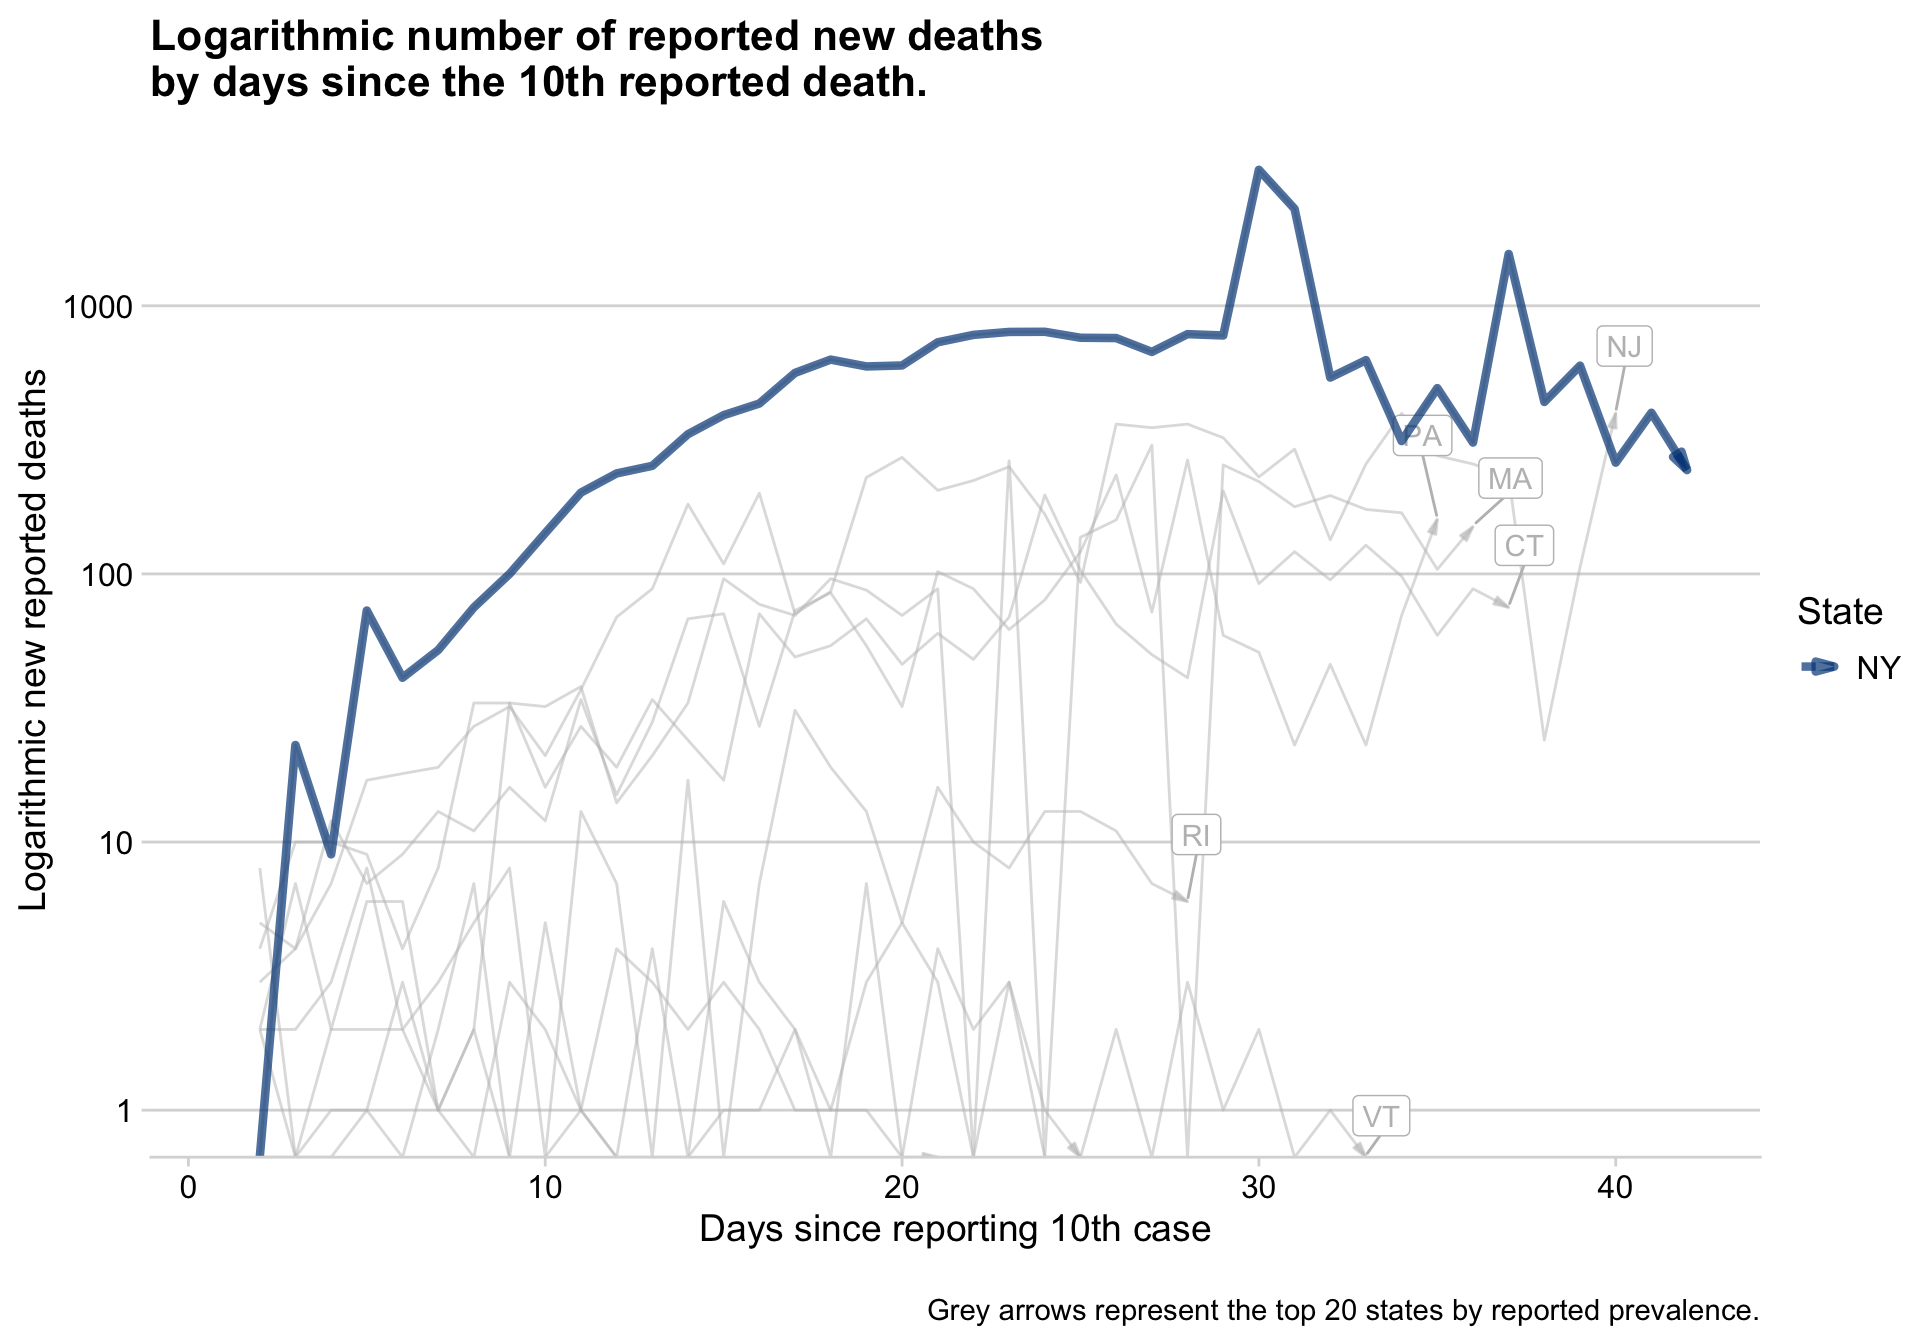 Logarithmic number of reported new deaths
by days since the 10th reported death.
Logarithmic new reported deaths
1000
100
10
1
NJ
PA
MA
CT
RI
VT
State
NY
0
10
20
30
40
Days since reporting 10th case
Grey arrows represent the top 20 states by reported prevalence.